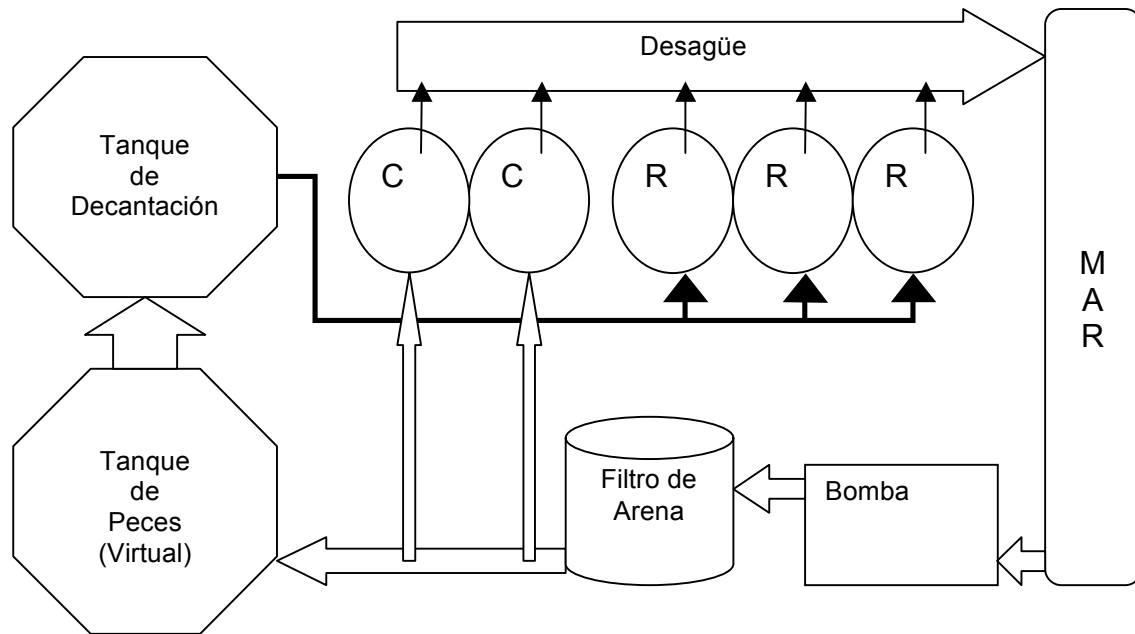 Desagüe
Tanque
de
Decantación
C
C
R
R
R
M
A
R
Tanque
de
Peces
(Virtual)
Filtro de
Arena
Bomba